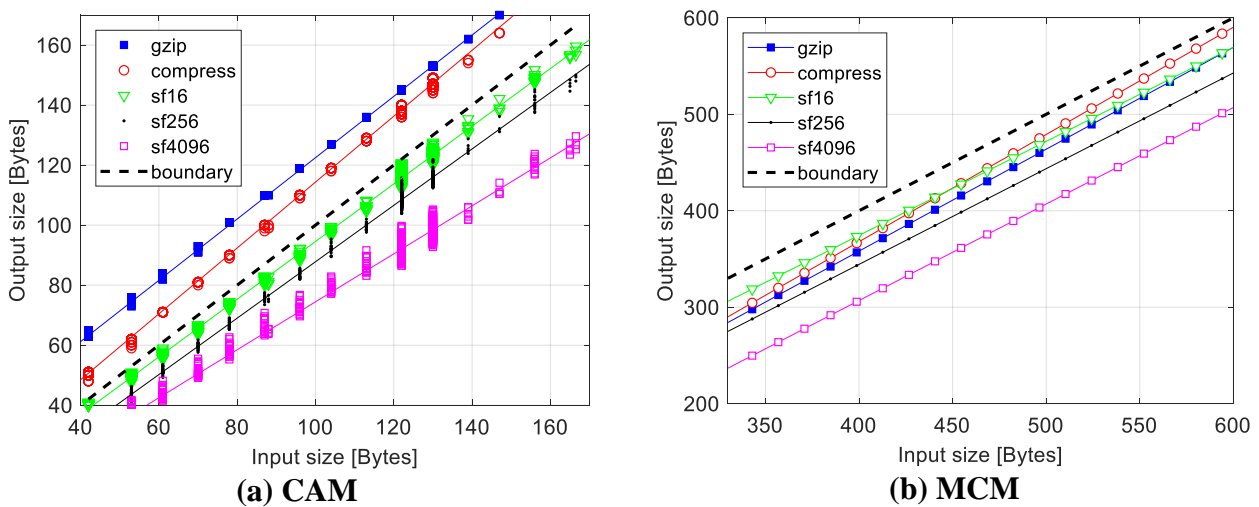 160
140
120
100
80
60
40
Output size [Bytes]
gzip
compress
sf16
sf256
sf4096
boundary
40 60 80 100 120 140 160
Input size [Bytes]
(a) CAM
600
500
400
300
200
Output size [Bytes]
gzip
compress
sf16
sf256
sf4096
boundary
350 400 450 500 550 600
Input size [Bytes]
(b) MCM